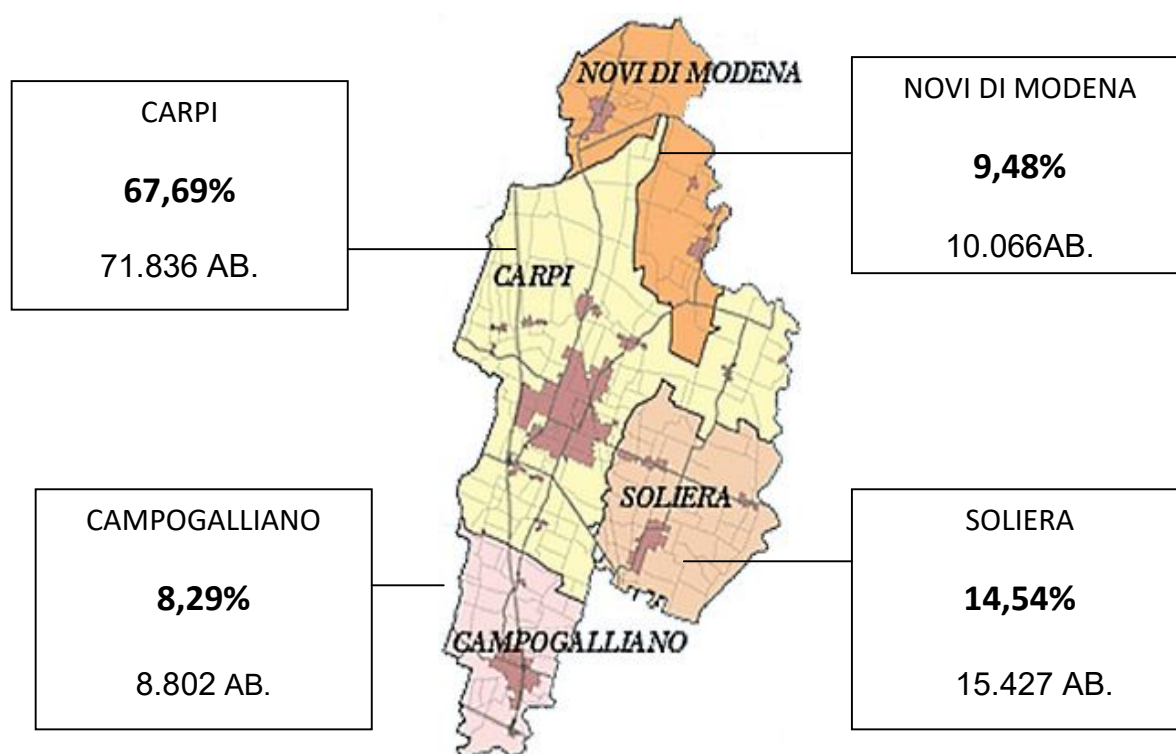 NOVI DI MODENA
CARPI
67,69%
71.836 AB.
NOVI DI MODENA
9,48%
10.066AB.
CARPI
CAMPOGALLIANO
8,29%
8.802 AB.
SOLIERA
SOLIERA
14,54%
15.427 AB.
CAMPOGALLIANO